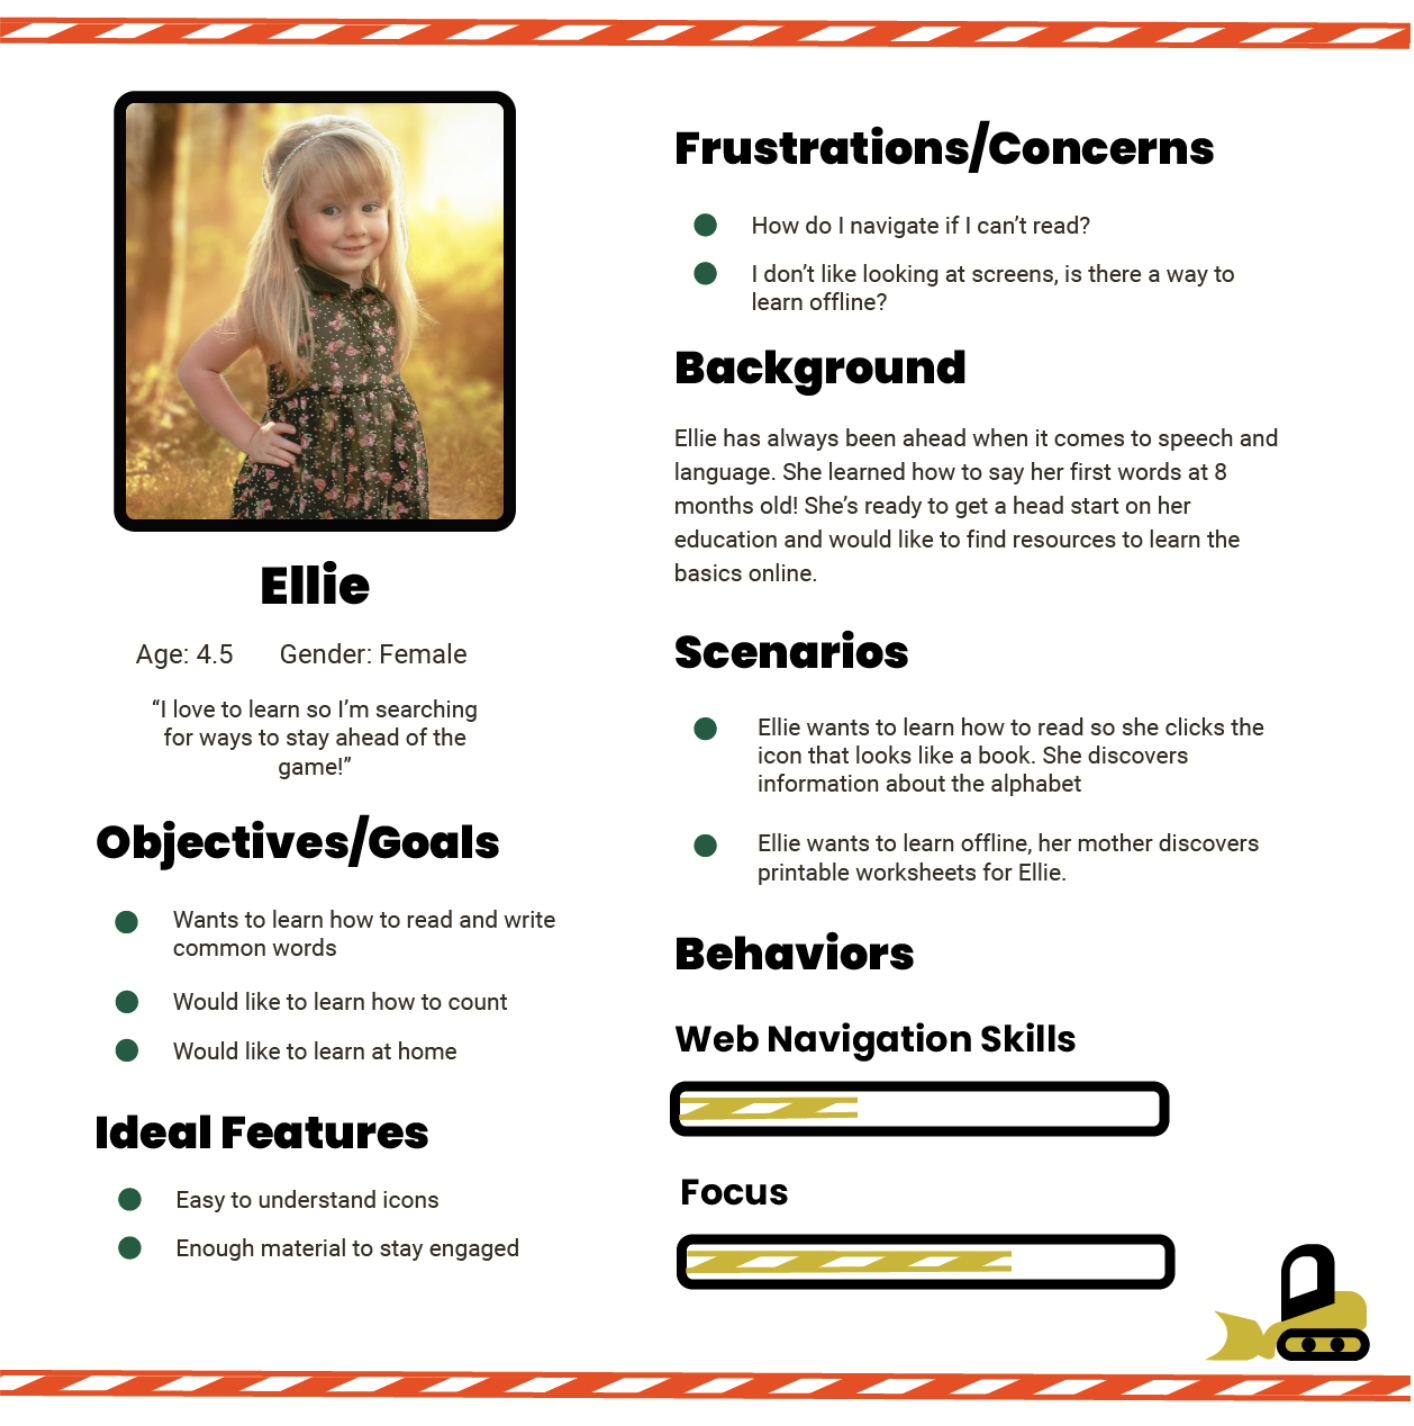 Ellie
Age: 4.5 Gender: Female
“I love to learn so I’m searching
for ways to stay ahead of the
game!”
Objectives/Goals
Wants to learn how to read and write
common words
Would like to learn how to count
Would like to learn at home
Ideal Features
Easy to understand icons
Enough material to stay engaged
Frustrations/Concerns
How do I navigate if I can’t read?
I don’t like looking at screens, is there a way to
learn offline?
Background
Ellie has always been ahead when it comes to speech and
language. She learned how to say her first words at 8
months old! She’s ready to get a head start on her
education and would like to find resources to learn the
basics online.
Scenarios
Ellie wants to learn how to read so she clicks the
icon that looks like a book. She discovers
information about the alphabet
Ellie wants to learn offline, her mother discovers
printable worksheets for Ellie.
Behaviors
Web Navigation Skills
Focus